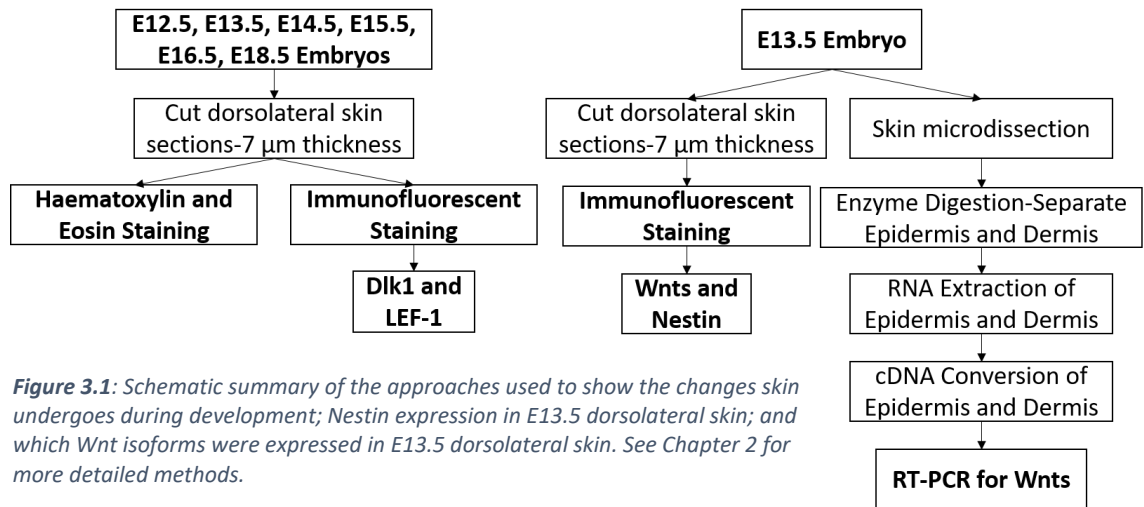 E12.5, E13.5, E14.5, E15.5,
E16.5, E18.5 Embryos
Cut dorsolateral skin
sections-7 µm thickness
Haematoxylin and
Eosin Staining
Immunofluorescent
Staining
Dlk1 and
LEF-1
E13.5 Embryo
Cut dorsolateral skin
sections-7 µm thickness
Immunofluorescent
Staining
Wnts and
Nestin
Skin microdissection
Enzyme Digestion-Separate
Epidermis and Dermis
RNA Extraction of
Epidermis and Dermis
cDNA Conversion of
Epidermis and Dermis
RT-PCR for Wnts
Figure 3.1: Schematic summary of the approaches used to show the changes skin
undergoes during development; Nestin expression in E13.5 dorsolateral skin; and
which Wnt isoforms were expressed in E13.5 dorsolateral skin. See Chapter 2 for
more detailed methods.